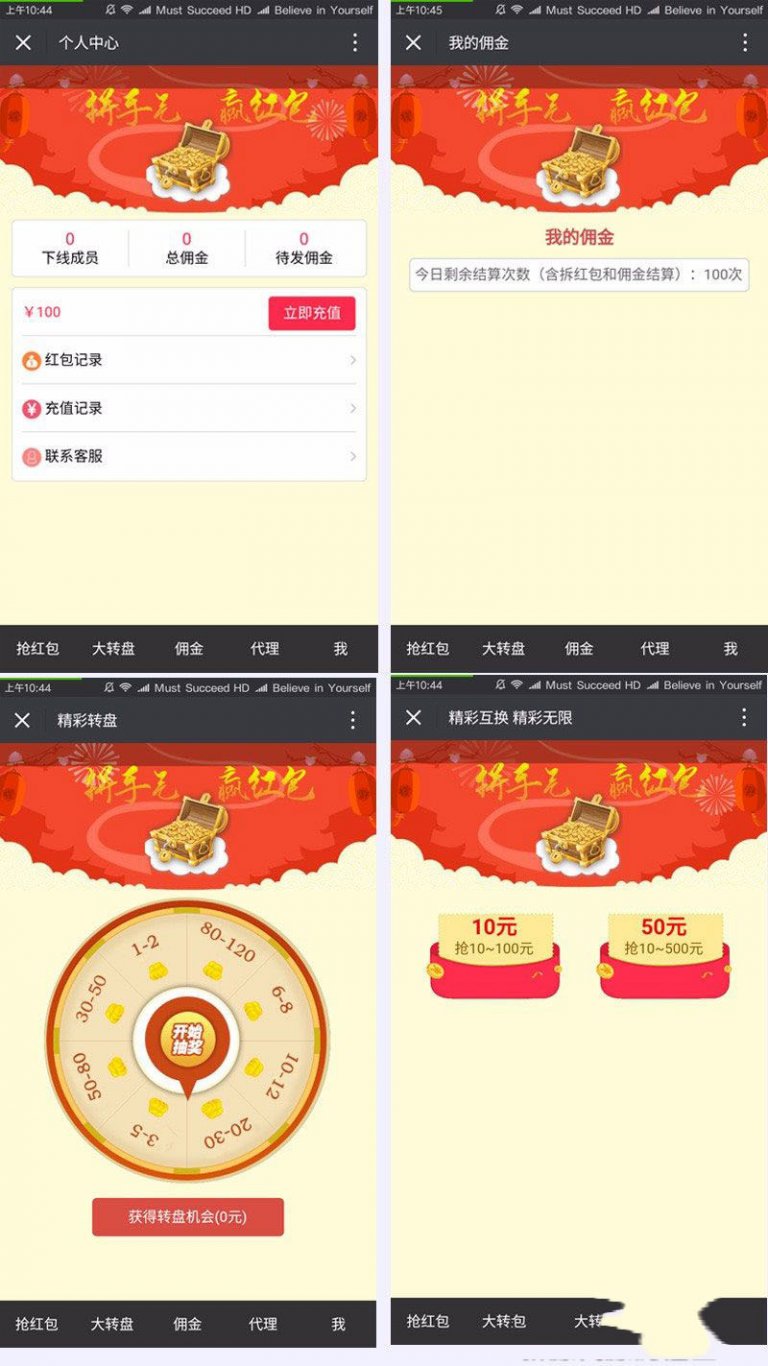 上午10:44 Must Succeed HD Believe in Yourself
个人中心
拼手气 赢红包
0 0 0
下线成员 总佣金 待发佣金
￥100 立即充值
红包记录
充值记录
联系客服
抢红包 大转盘 佣金 代理 我
上午10:45 Must Succeed HD Believe in Yourself
我的佣金
拼手气 赢红包
我的佣金
今日剩余结算次数（含拆红包和佣金结算）：100次
抢红包 大转盘 佣金 代理 我
上午10:44 Must Succeed HD Believe in Yourself
精彩转盘
拼手气 赢红包
1-2
80-120
6-8
10-12
20-30
3-5
50-80
30-50
开始
抽奖
获得转盘机会(0元)
抢红包 大转盘 佣金 代理 我
上午10:44 Must Succeed HD Believe in Yourself
精彩互换 精彩无限
拼手气 赢红包
10元 50元
抢10~100元 抢10~500元
抢红包 大转包 大转